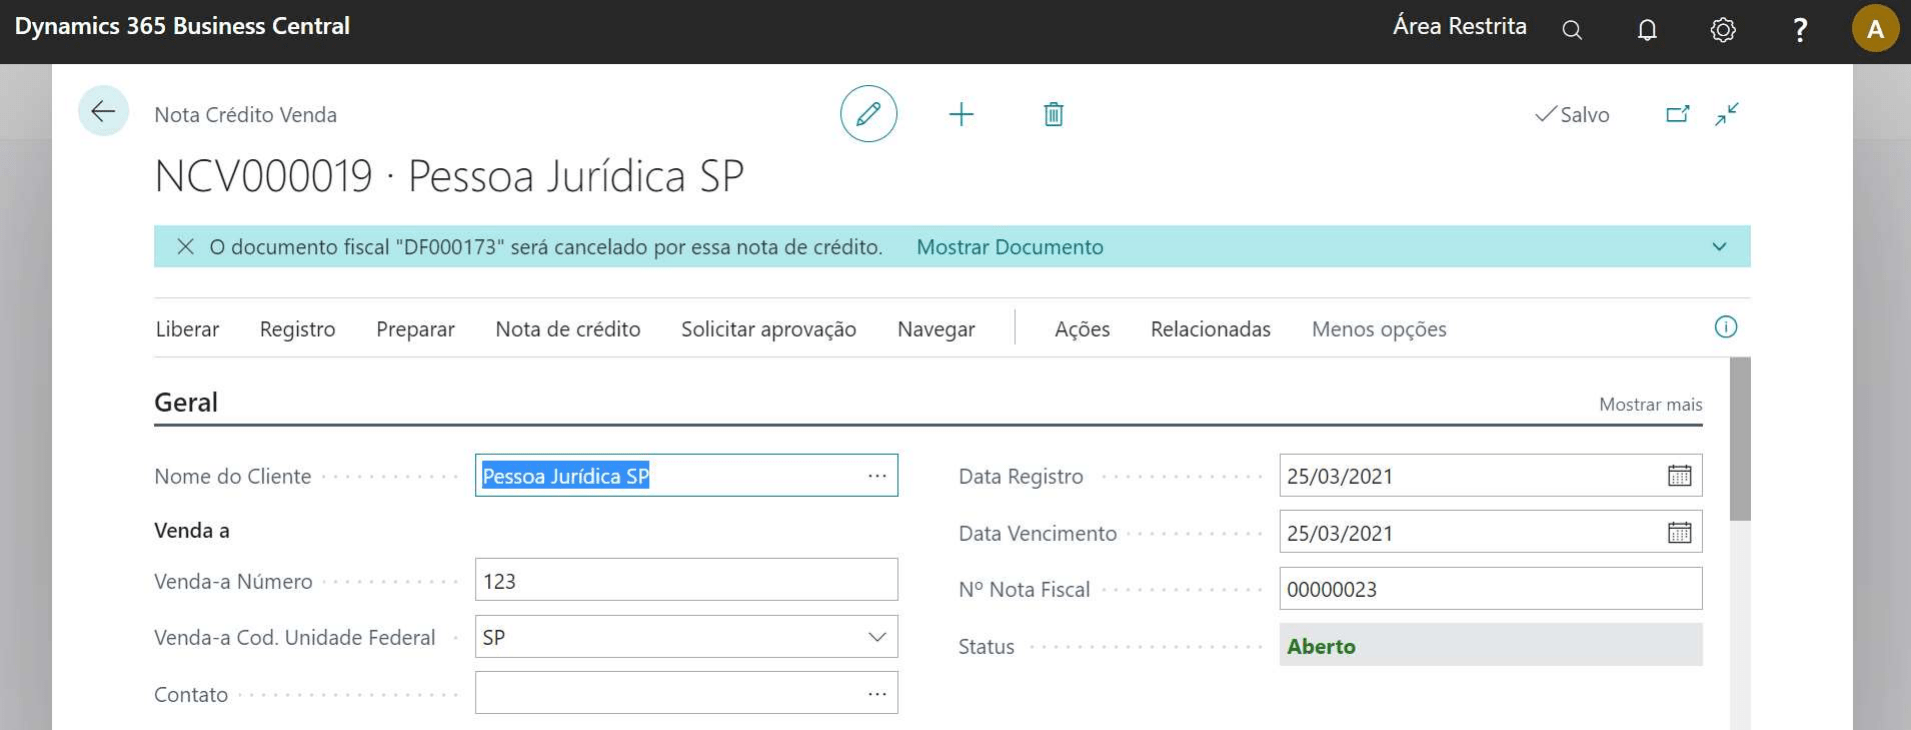 Dynamics 365 Business Central
Área Restrita
?
A
Nota Crédito Venda
Salvo
NCV000019 · Pessoa Jurídica SP
O documento fiscal "DF000173" será cancelado por essa nota de crédito. Mostrar Documento
Liberar Registro Preparar Nota de crédito Solicitar aprovação Navegar Ações Relacionadas Menos opções
Geral
Mostrar mais
Nome do Cliente Pessoa Jurídica SP
Venda a
Venda-a Número 123
Venda-a Cod. Unidade Federal SP
Contato
Data Registro 25/03/2021
Data Vencimento 25/03/2021
Nº Nota Fiscal 00000023
Status Aberto